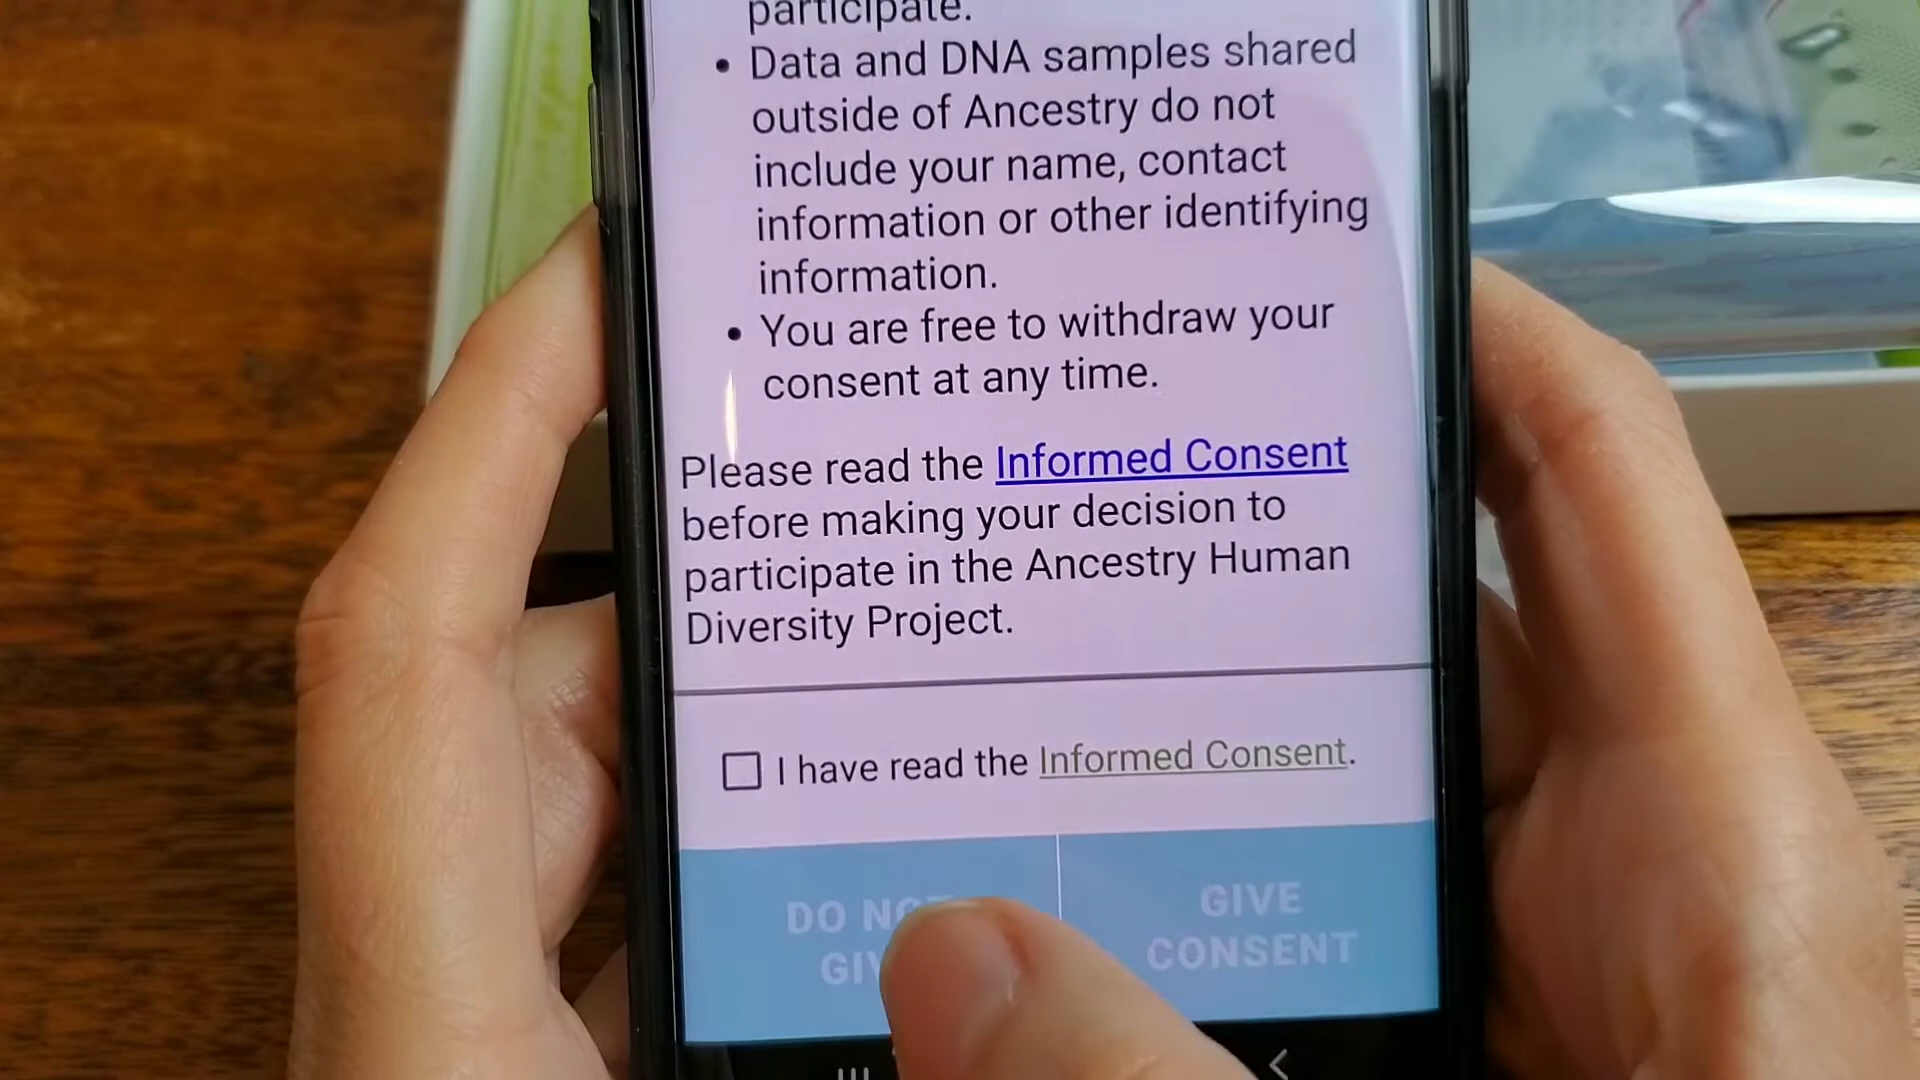 participate.
• Data and DNA samples shared
outside of Ancestry do not
include your name, contact
information or other identifying
information.
• You are free to withdraw your
consent at any time.
Please read the Informed Consent
before making your decision to
participate in the Ancestry Human
Diversity Project.
I have read the Informed Consent.
DO
GIVE
CONSENT